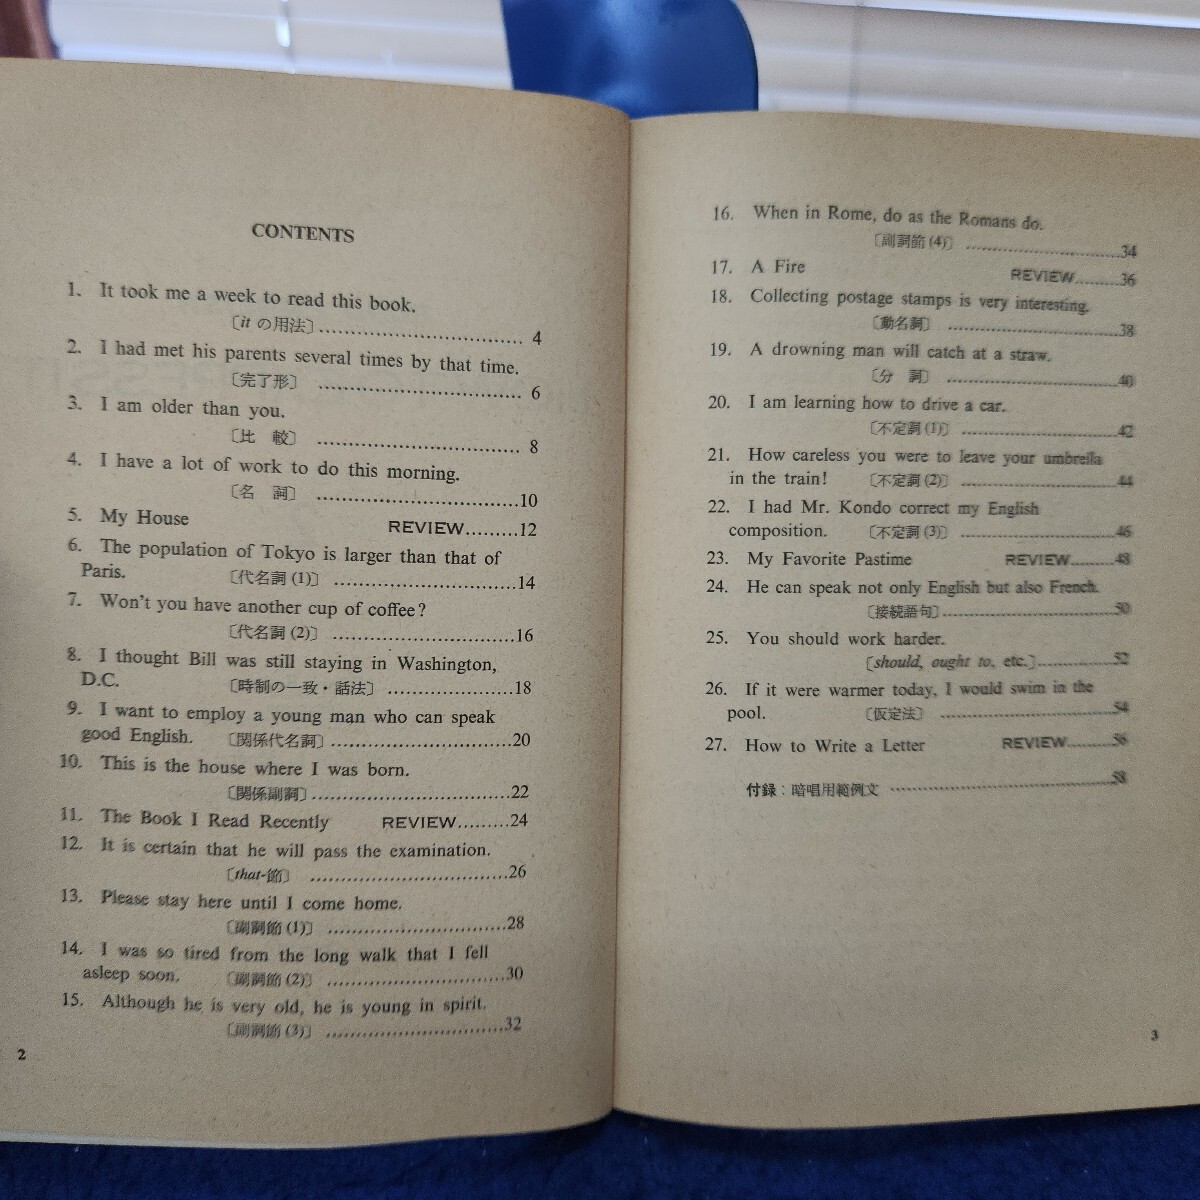 CONTENTS
1. It took me a week to read this book.
〔it の用法〕 4
2. I had met his parents several times by that time.
〔完了形〕 6
3. I am older than you.
〔比 較〕 8
4. I have a lot of work to do this morning.
〔名 詞〕 10
5. My House REVIEW 12
6. The population of Tokyo is larger than that of
Paris. 〔代名詞 (1)〕 14
7. Won't you have another cup of coffee?
〔代名詞 (2)〕 16
8. I thought Bill was still staying in Washington,
D.C. 〔時制の一致・話法〕 18
9. I want to employ a young man who can speak
good English. 〔関係代名詞〕 20
10. This is the house where I was born.
〔関係副詞〕 22
11. The Book I Read Recently REVIEW 24
12. It is certain that he will pass the examination.
〔that-節〕 26
13. Please stay here until I come home.
〔副詞節 (1)〕 28
14. I was so tired from the long walk that I fell
asleep soon. 〔副詞節 (2)〕 30
15. Although he is very old, he is young in spirit.
〔副詞節 (3)〕 32
2
16. When in Rome, do as the Romans do.
〔副詞節 (4)〕 34
17. A Fire REVIEW 36
18. Collecting postage stamps is very interesting.
〔動名詞〕 38
19. A drowning man will catch at a straw.
〔分 詞〕 40
20. I am learning how to drive a car.
〔不定詞 (1)〕 42
21. How careless you were to leave your umbrella
in the train! 〔不定詞 (2)〕 44
22. I had Mr. Kondo correct my English
composition. 〔不定詞 (3)〕 46
23. My Favorite Pastime REVIEW 48
24. He can speak not only English but also French.
〔接続語句〕 50
25. You should work harder.
〔should, ought to, etc.〕 52
26. If it were warmer today, I would swim in the
pool. 〔仮定法〕 54
27. How to Write a Letter REVIEW 56
付録：暗唱用範例文 58
3